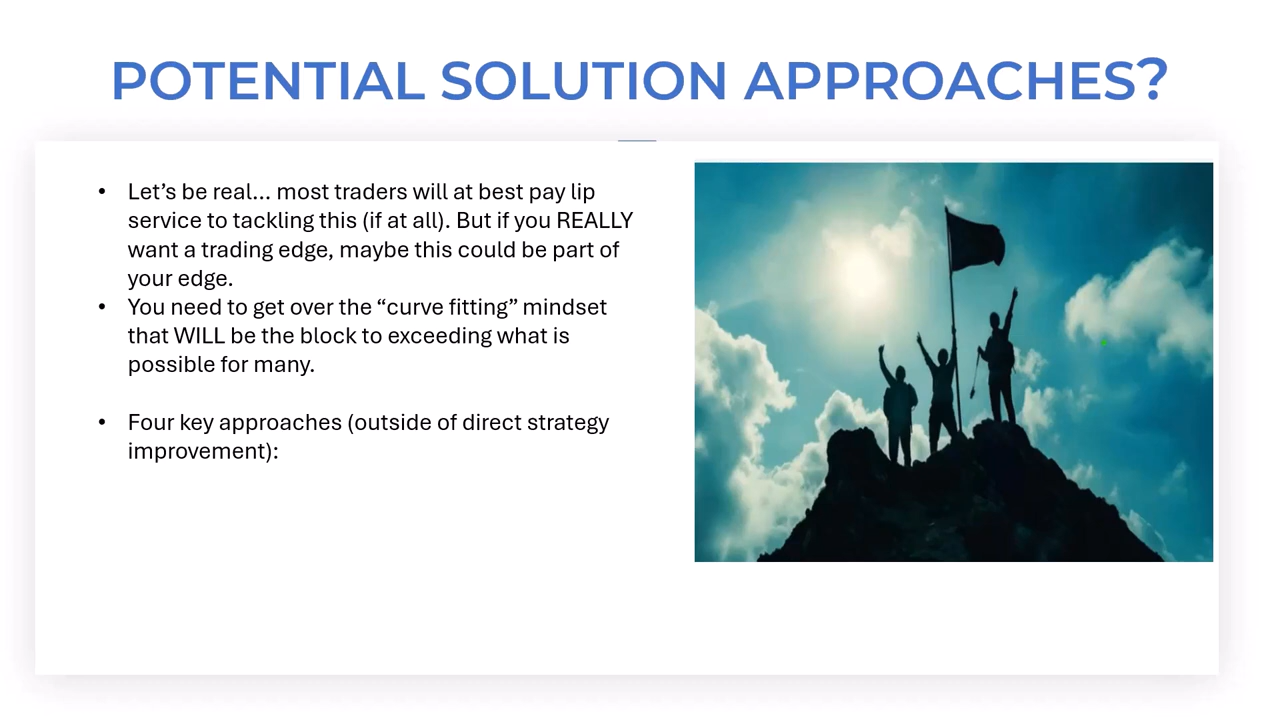 POTENTIAL SOLUTION APPROACHES?
• Let’s be real... most traders will at best pay lip
service to tackling this (if at all). But if you REALLY
want a trading edge, maybe this could be part of
your edge.
• You need to get over the “curve fitting” mindset
that WILL be the block to exceeding what is
possible for many.
• Four key approaches (outside of direct strategy
improvement):